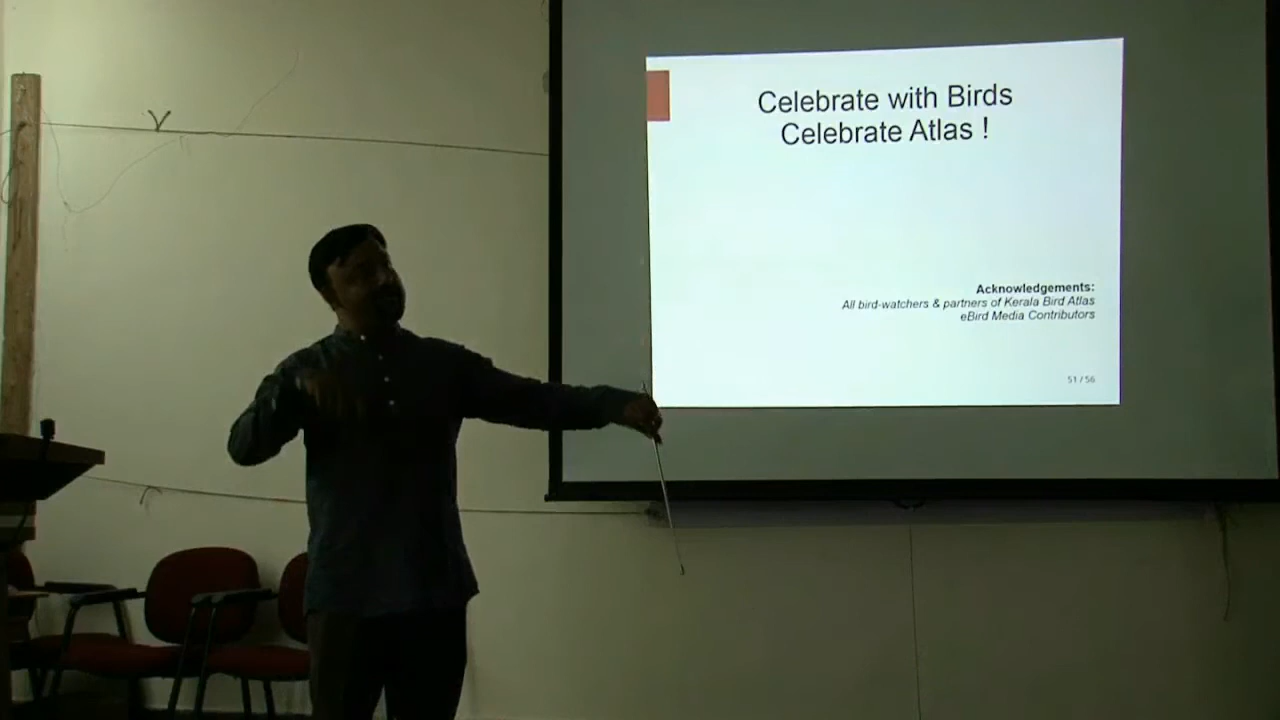 Celebrate with Birds
Celebrate Atlas !
Acknowledgements:
All bird-watchers & partners of Kerala Bird Atlas
eBird Media Contributors
51 / 56